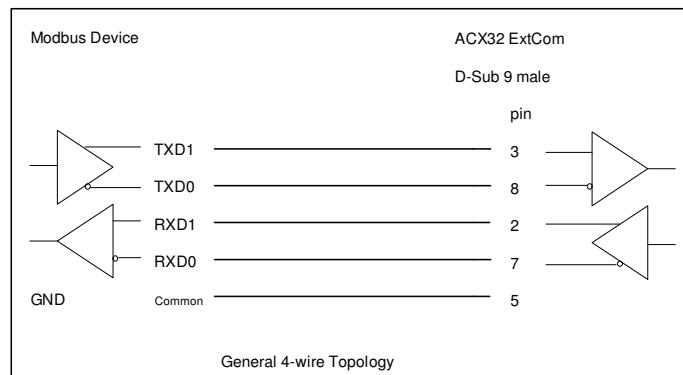 Modbus Device ACX32 ExtCom
D-Sub 9 male
pin
TXD1 3
TXD0 8
RXD1 2
RXD0 7
GND Common 5
General 4-wire Topology